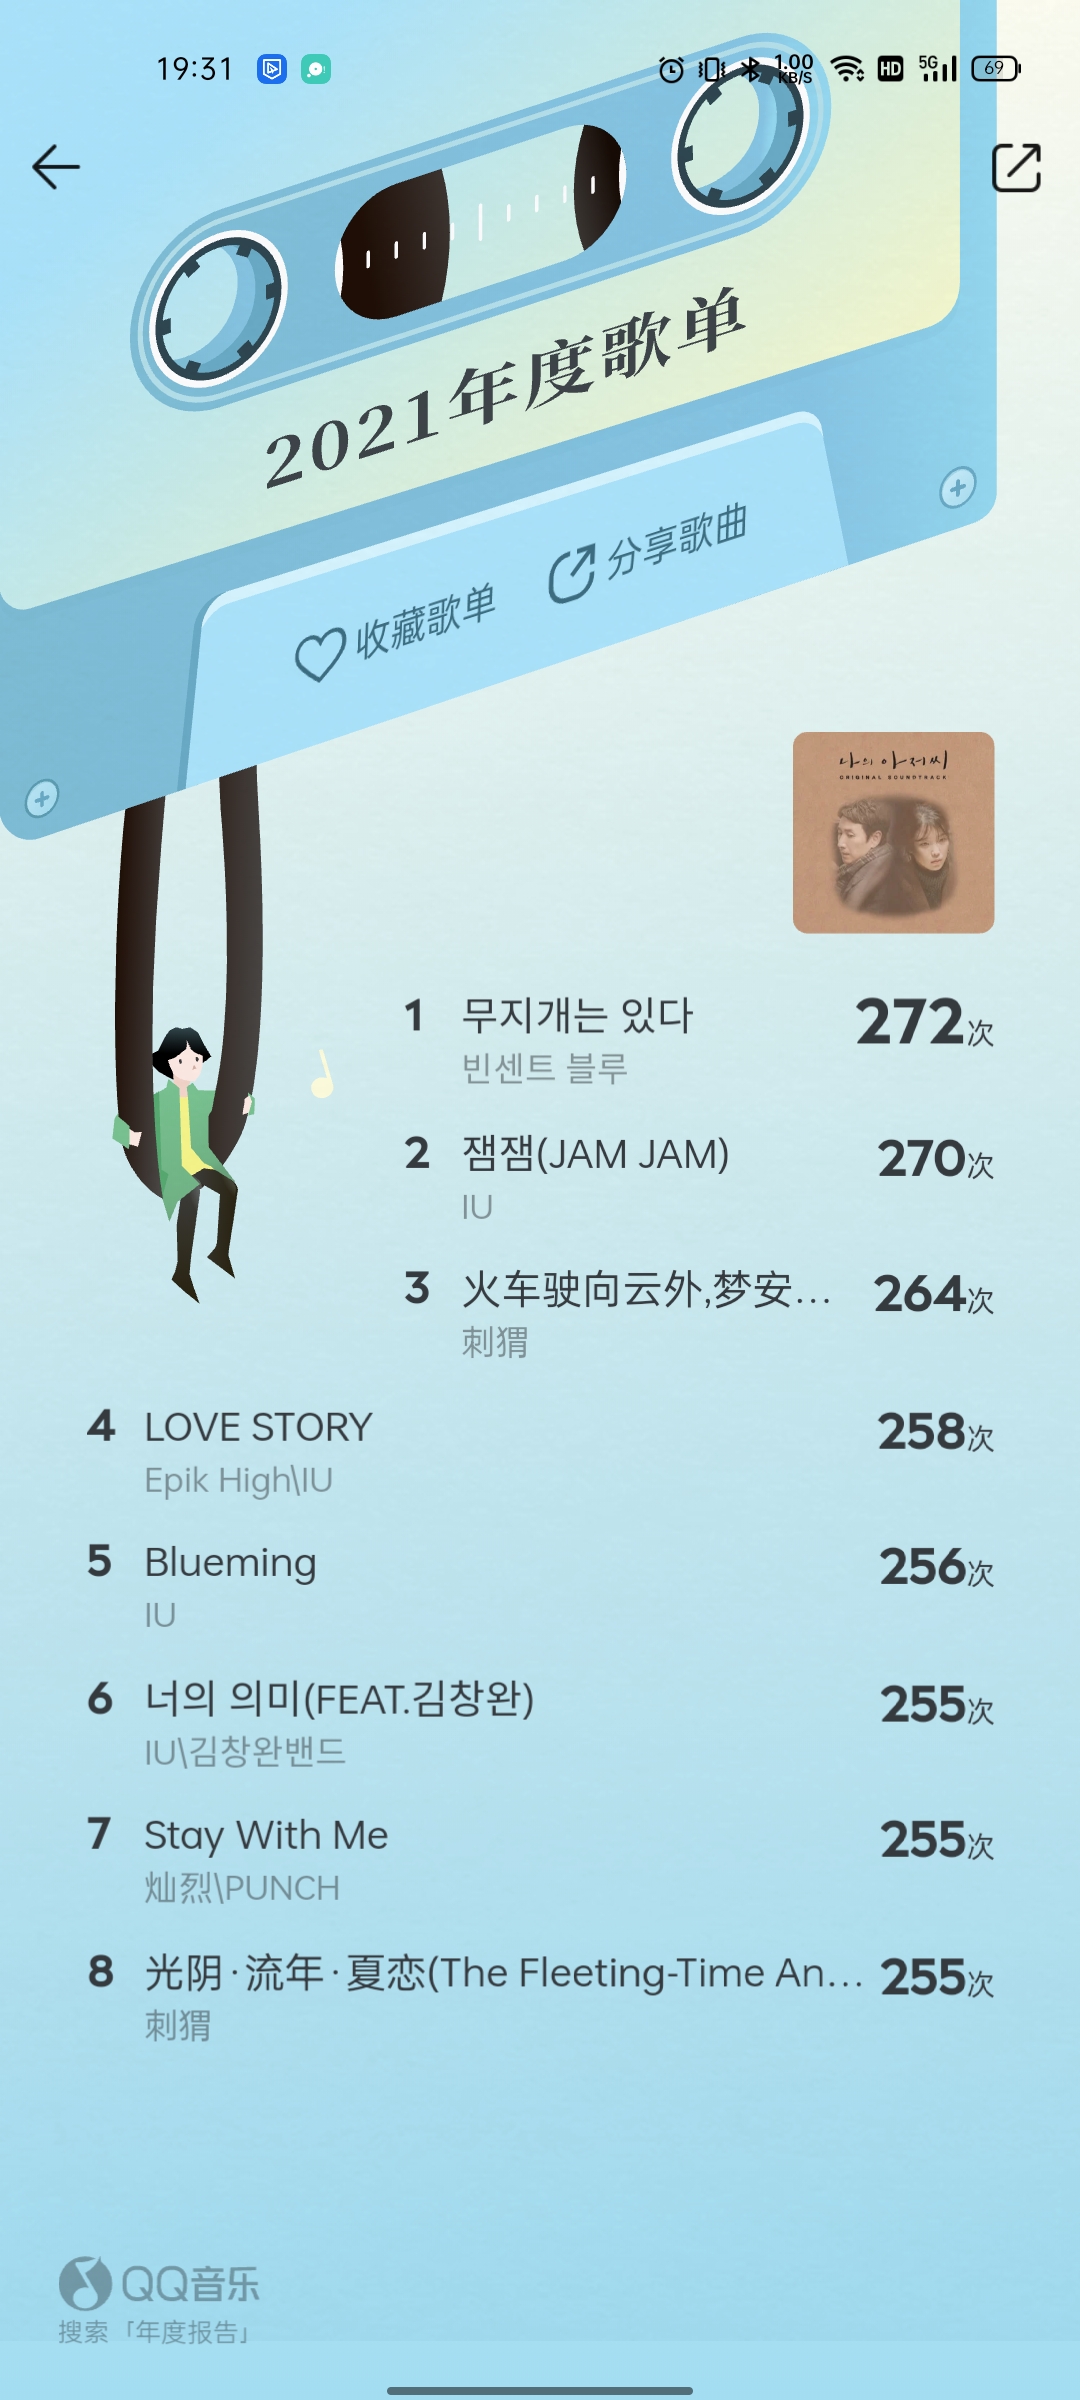 19:31
1.00
KB/S
HD
5G
69
2021年度歌单
收藏歌单
分享歌曲
나의 아저씨
ORIGINAL SOUNDTRACK
1 무지개는 있다 272次
빈센트 블루
2 잼잼(JAM JAM) 270次
IU
3 火车驶向云外,梦安... 264次
刺猬
4 LOVE STORY 258次
Epik High\IU
5 Blueming 256次
IU
6 너의 의미(FEAT.김창완) 255次
IU\김창완밴드
7 Stay With Me 255次
灿烈\PUNCH
8 光阴·流年·夏恋(The Fleeting-Time An... 255次
刺猬
QQ音乐
搜索「年度报告」